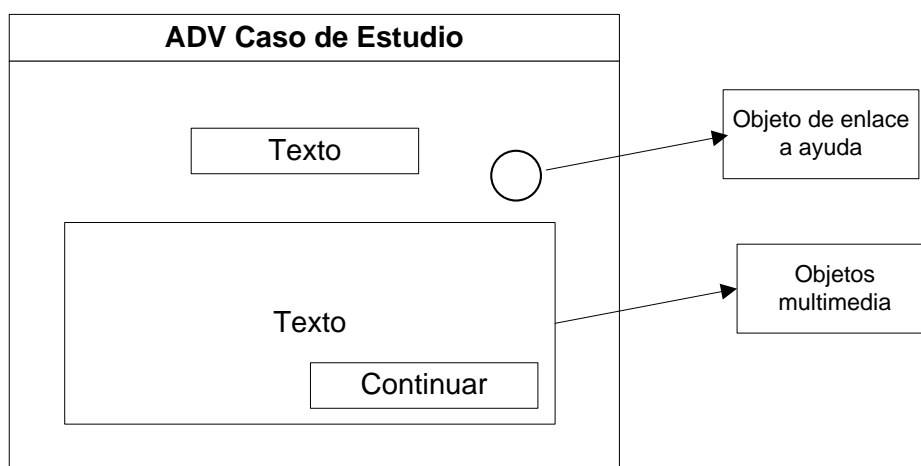 ADV Caso de Estudio
Texto
Objeto de enlace
a ayuda
Texto
Continuar
Objetos
multimedia